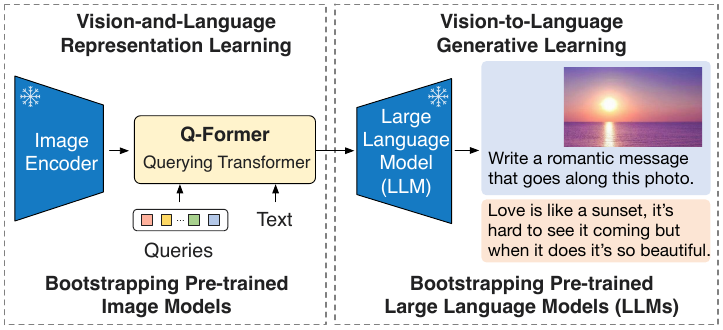 Vision-and-Language
Representation Learning
Image
Encoder
Q-Former
Querying Transformer
...
Queries
Text
Bootstrapping Pre-trained
Image Models
Vision-to-Language
Generative Learning
Large
Language
Model
(LLM)
Write a romantic message
that goes along this photo.
Love is like a sunset, it's
hard to see it coming but
when it does it's so beautiful.
Bootstrapping Pre-trained
Large Language Models (LLMs)